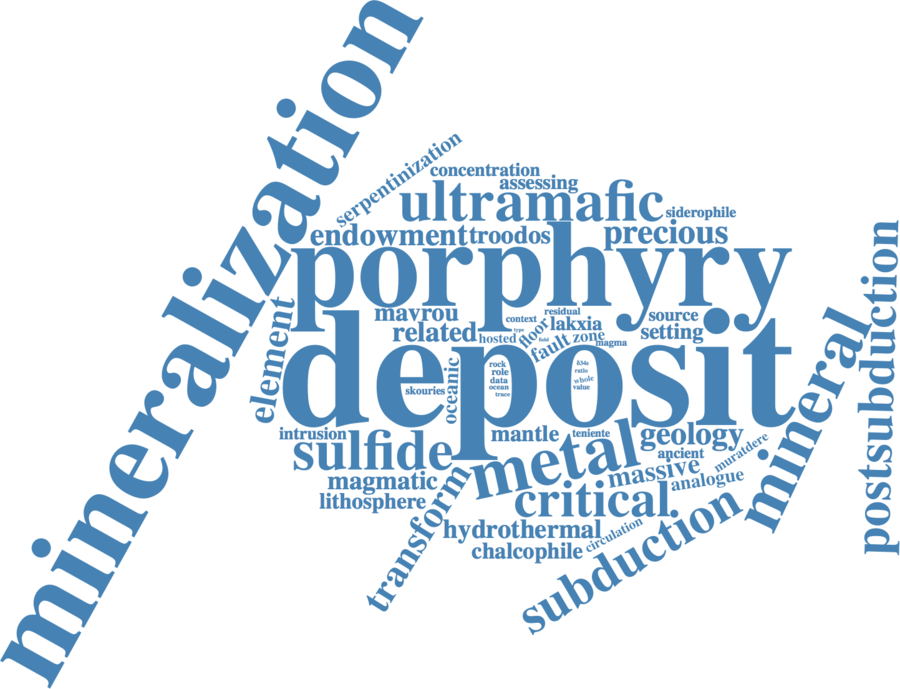 mineralization
serpentinization
concentration
assessing
ultramafic
siderophile
endowment
troodos
precious
porphyry
postsubduction
element
mavrou
related
context
residual
type
hosted
floor
field
lakxia
fault zone
magma
source
setting
deposit
mineral
skouries
oceanic
rock
role
data
ocean
trace
δ34s
ratio
whole
value
intrusion
sulfide
mantle
teniente
geology
metal
ancient
muratdere
massive
analogue
magmatic
lithosphere
transform
critical
hydrothermal
circulation
chalcophile
subduction